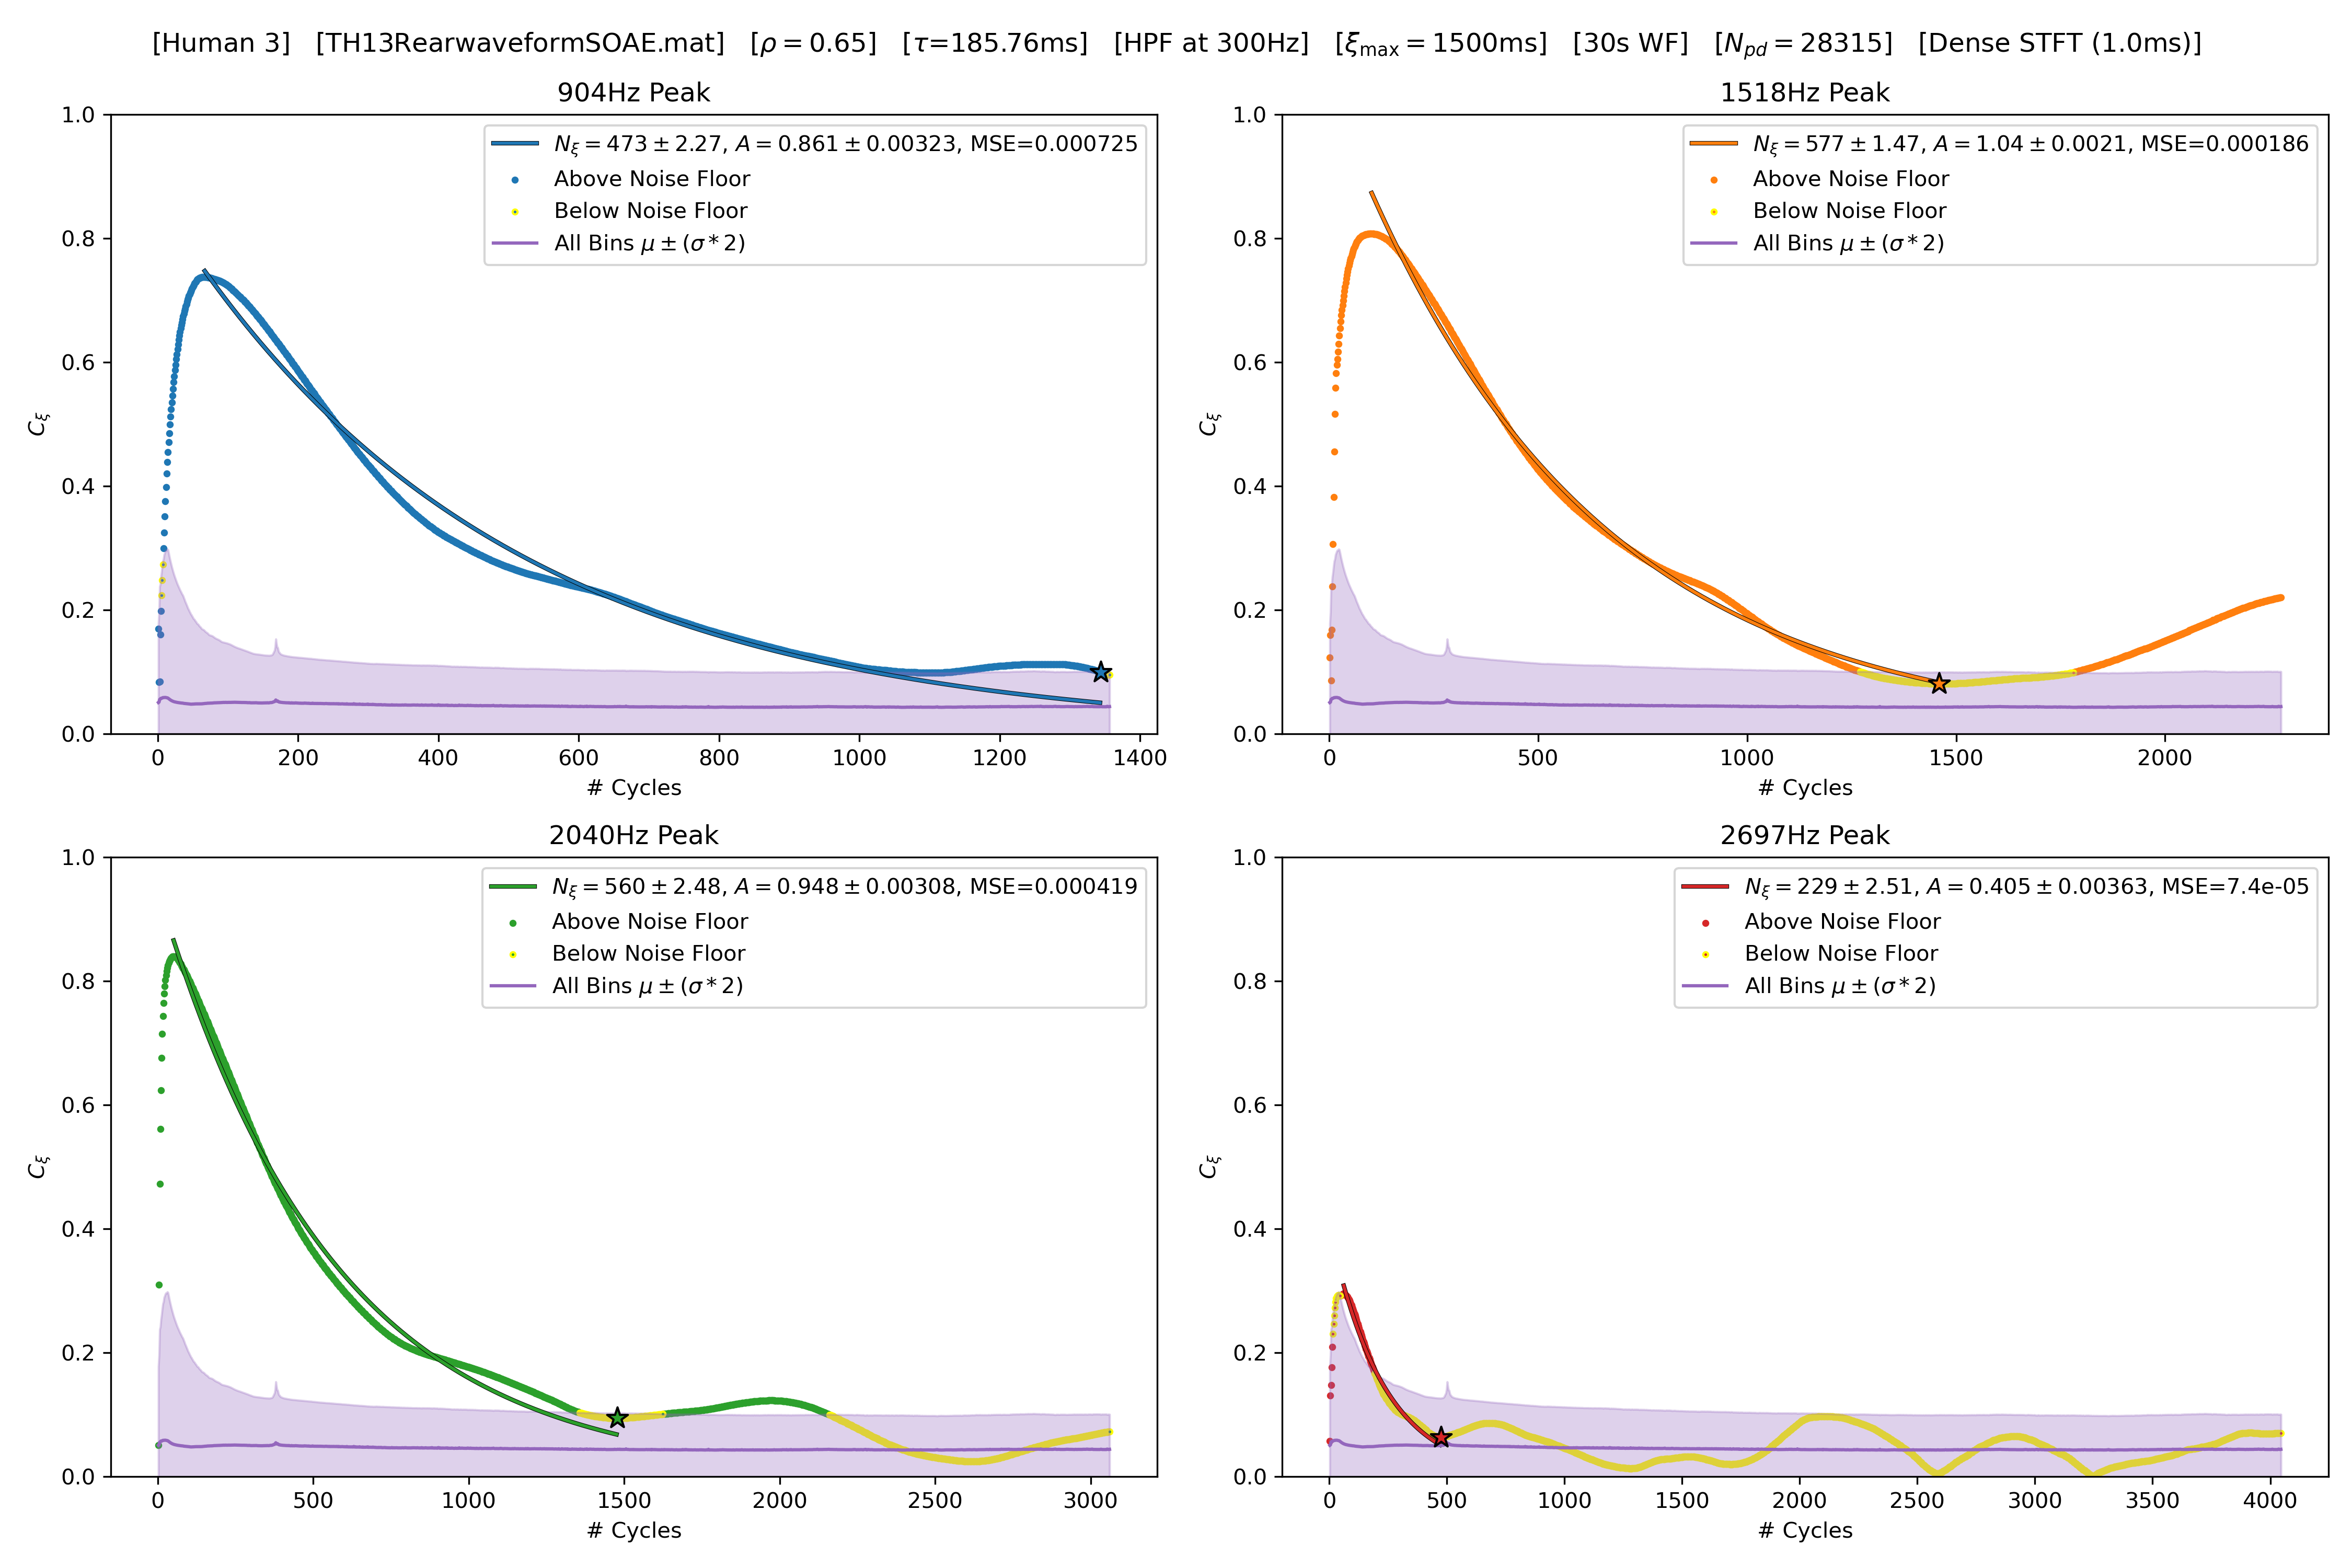 [Human 3] [TH13RearwaveformSOAE.mat] [ρ = 0.65] [τ=185.76ms] [HPF at 300Hz] [ξmax = 1500ms] [30s WF] [Npd = 28315] [Dense STFT (1.0ms)]
904Hz Peak
Nξ = 473 ± 2.27, A = 0.861 ± 0.00323, MSE=0.000725
Above Noise Floor
Below Noise Floor
All Bins μ ± (σ * 2)
1.0
0.8
0.6
0.4
0.2
0.0
Cξ
0 200 400 600 800 1000 1200 1400
# Cycles
1518Hz Peak
Nξ = 577 ± 1.47, A = 1.04 ± 0.0021, MSE=0.000186
Above Noise Floor
Below Noise Floor
All Bins μ ± (σ * 2)
1.0
0.8
0.6
0.4
0.2
0.0
Cξ
0 500 1000 1500 2000
# Cycles
2040Hz Peak
Nξ = 560 ± 2.48, A = 0.948 ± 0.00308, MSE=0.000419
Above Noise Floor
Below Noise Floor
All Bins μ ± (σ * 2)
1.0
0.8
0.6
0.4
0.2
0.0
Cξ
0 500 1000 1500 2000 2500 3000
# Cycles
2697Hz Peak
Nξ = 229 ± 2.51, A = 0.405 ± 0.00363, MSE=7.4e-05
Above Noise Floor
Below Noise Floor
All Bins μ ± (σ * 2)
1.0
0.8
0.6
0.4
0.2
0.0
Cξ
0 500 1000 1500 2000 2500 3000 3500 4000
# Cycles